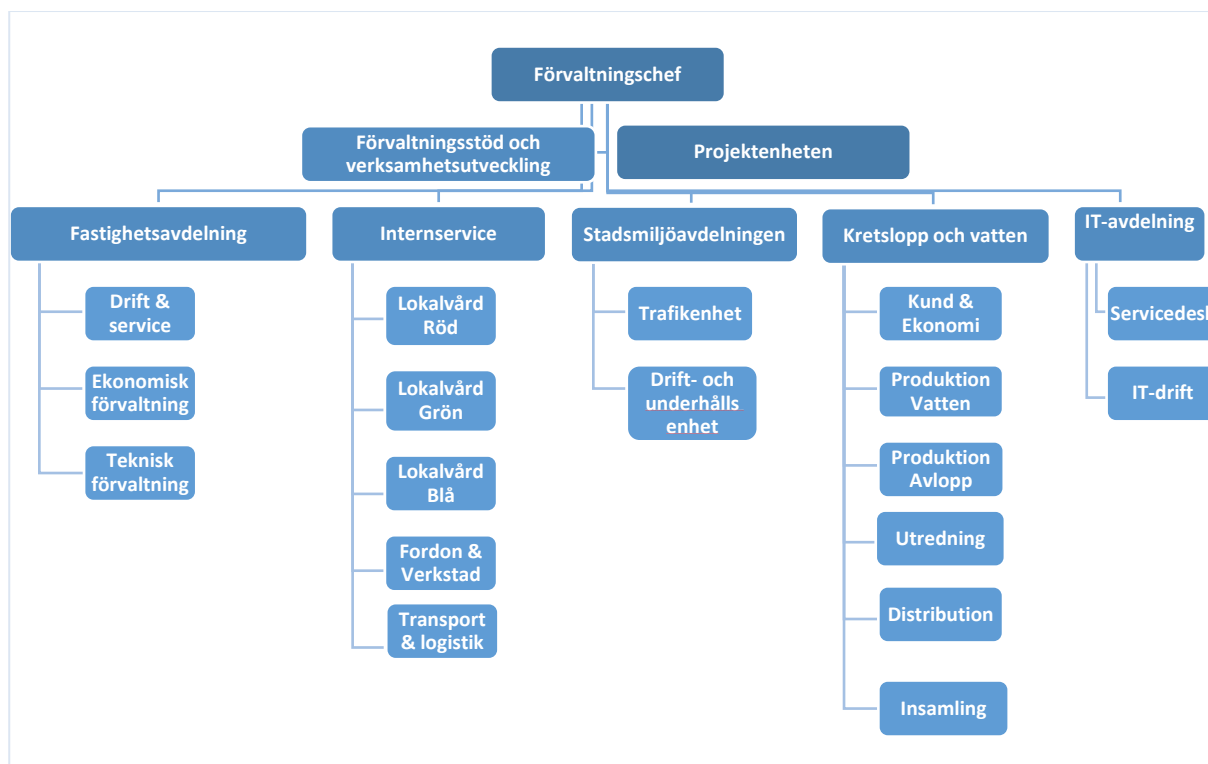 Förvaltningschef
Förvaltningsstöd och
verksamhetsutveckling
Projektenheten
Fastighetsavdelning
Internservice
Stadsmiljöavdelningen
Kretslopp och vatten
IT-avdelning
Drift &
service
Ekonomisk
förvaltning
Teknisk
förvaltning
Lokalvård
Röd
Lokalvård
Grön
Lokalvård
Blå
Fordon &
Verkstad
Transport
& logistik
Trafikenhet
Drift- och
underhålls
enhet
Kund &
Ekonomi
Produktion
Vatten
Produktion
Avlopp
Utredning
Distribution
Insamling
Servicedesk
IT-drift